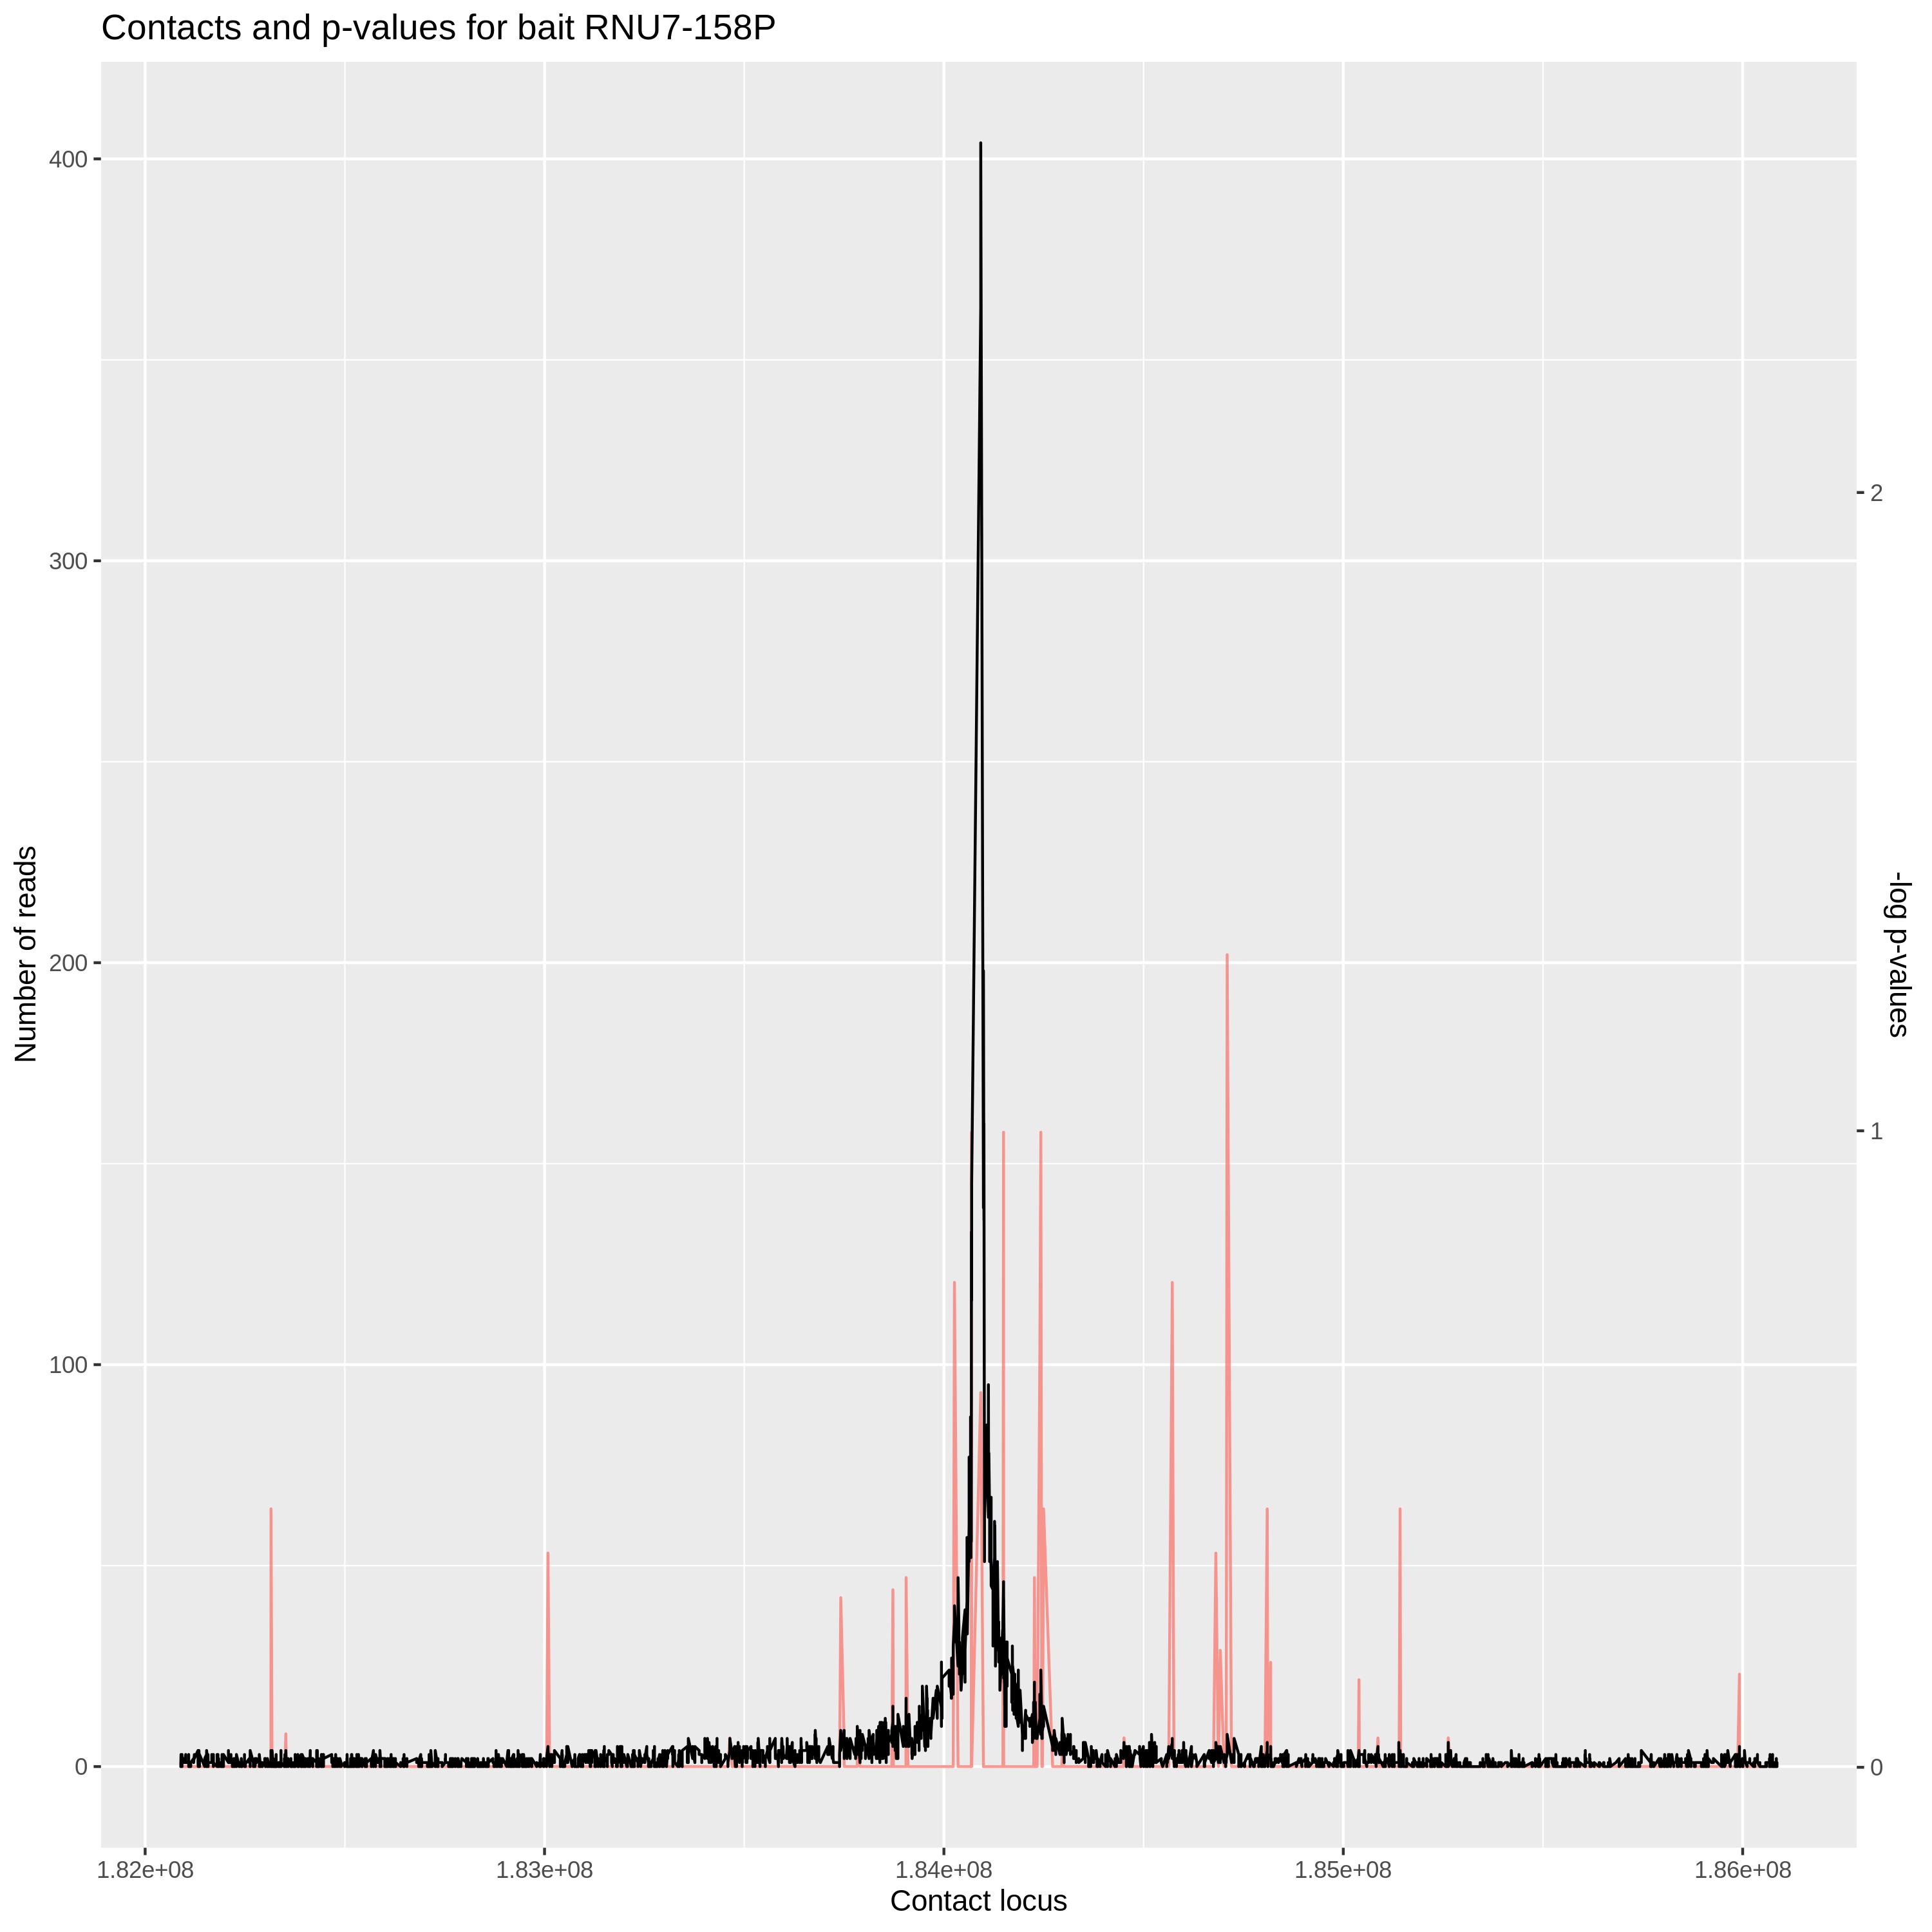 Contacts and p-values for bait RNU7-158P
400
300
200
100
0
Number of reads
2
1
0
-log p-values
1.82e+08
1.83e+08
1.84e+08
1.85e+08
1.86e+08
Contact locus